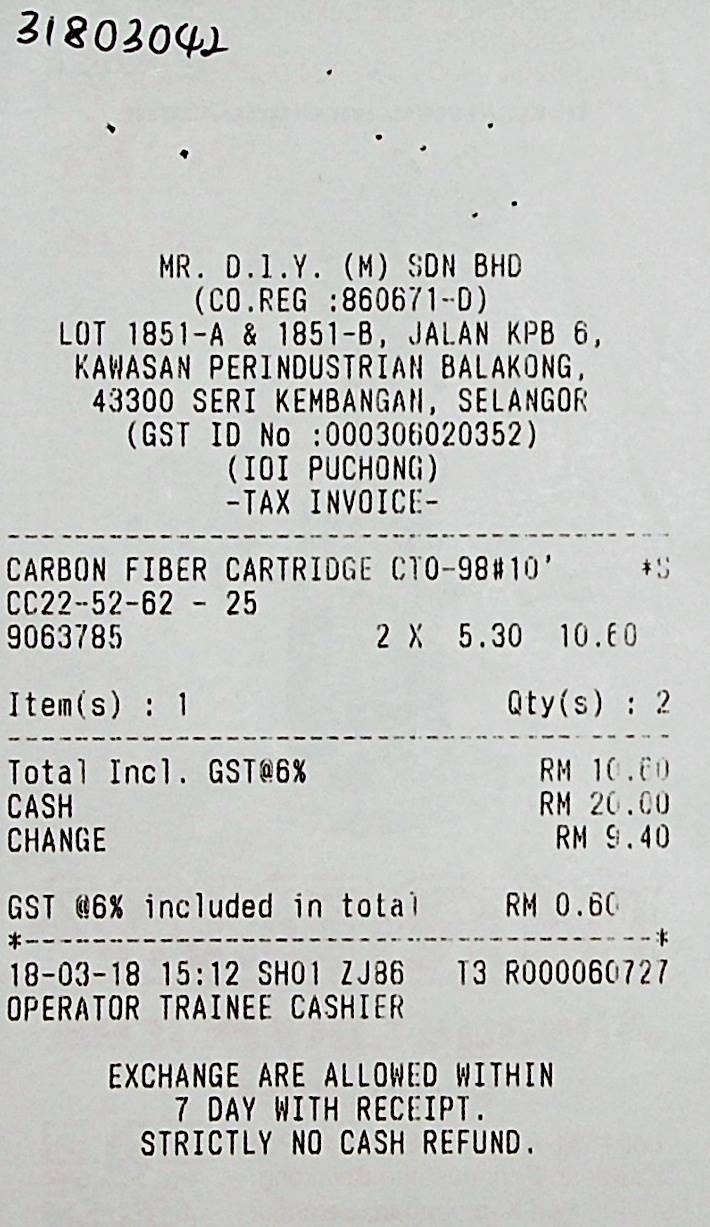 31803042
MR. D.I.Y. (M) SDN BHD
(CO.REG :860671-D)
LOT 1851-A & 1851-B, JALAN KPB 6,
KAWASAN PERINDUSTRIAN BALAKONG,
43300 SERI KEMBANGAN, SELANGOR
(GST ID No :000306020352)
(IOI PUCHONG)
-TAX INVOICE-
CARBON FIBER CARTRIDGE CTO-98#10' *S
CC22-52-62 - 25
9063785 2 X 5.30 10.60
Item(s) : 1 Qty(s) : 2
Total Incl. GST@6% RM 10.60
CASH RM 20.00
CHANGE RM 9.40
GST @6% included in total RM 0.60
18-03-18 15:12 SH01 ZJ86 T3 R000060727
OPERATOR TRAINEE CASHIER
EXCHANGE ARE ALLOWED WITHIN
7 DAY WITH RECEIPT.
STRICTLY NO CASH REFUND.